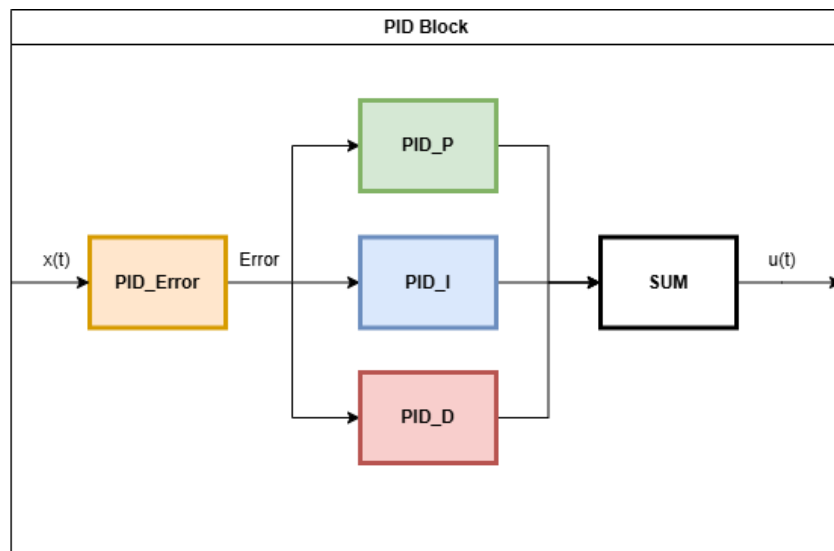 PID Block
PID_P
x(t)
PID_Error
Error
PID_I
SUM
u(t)
PID_D